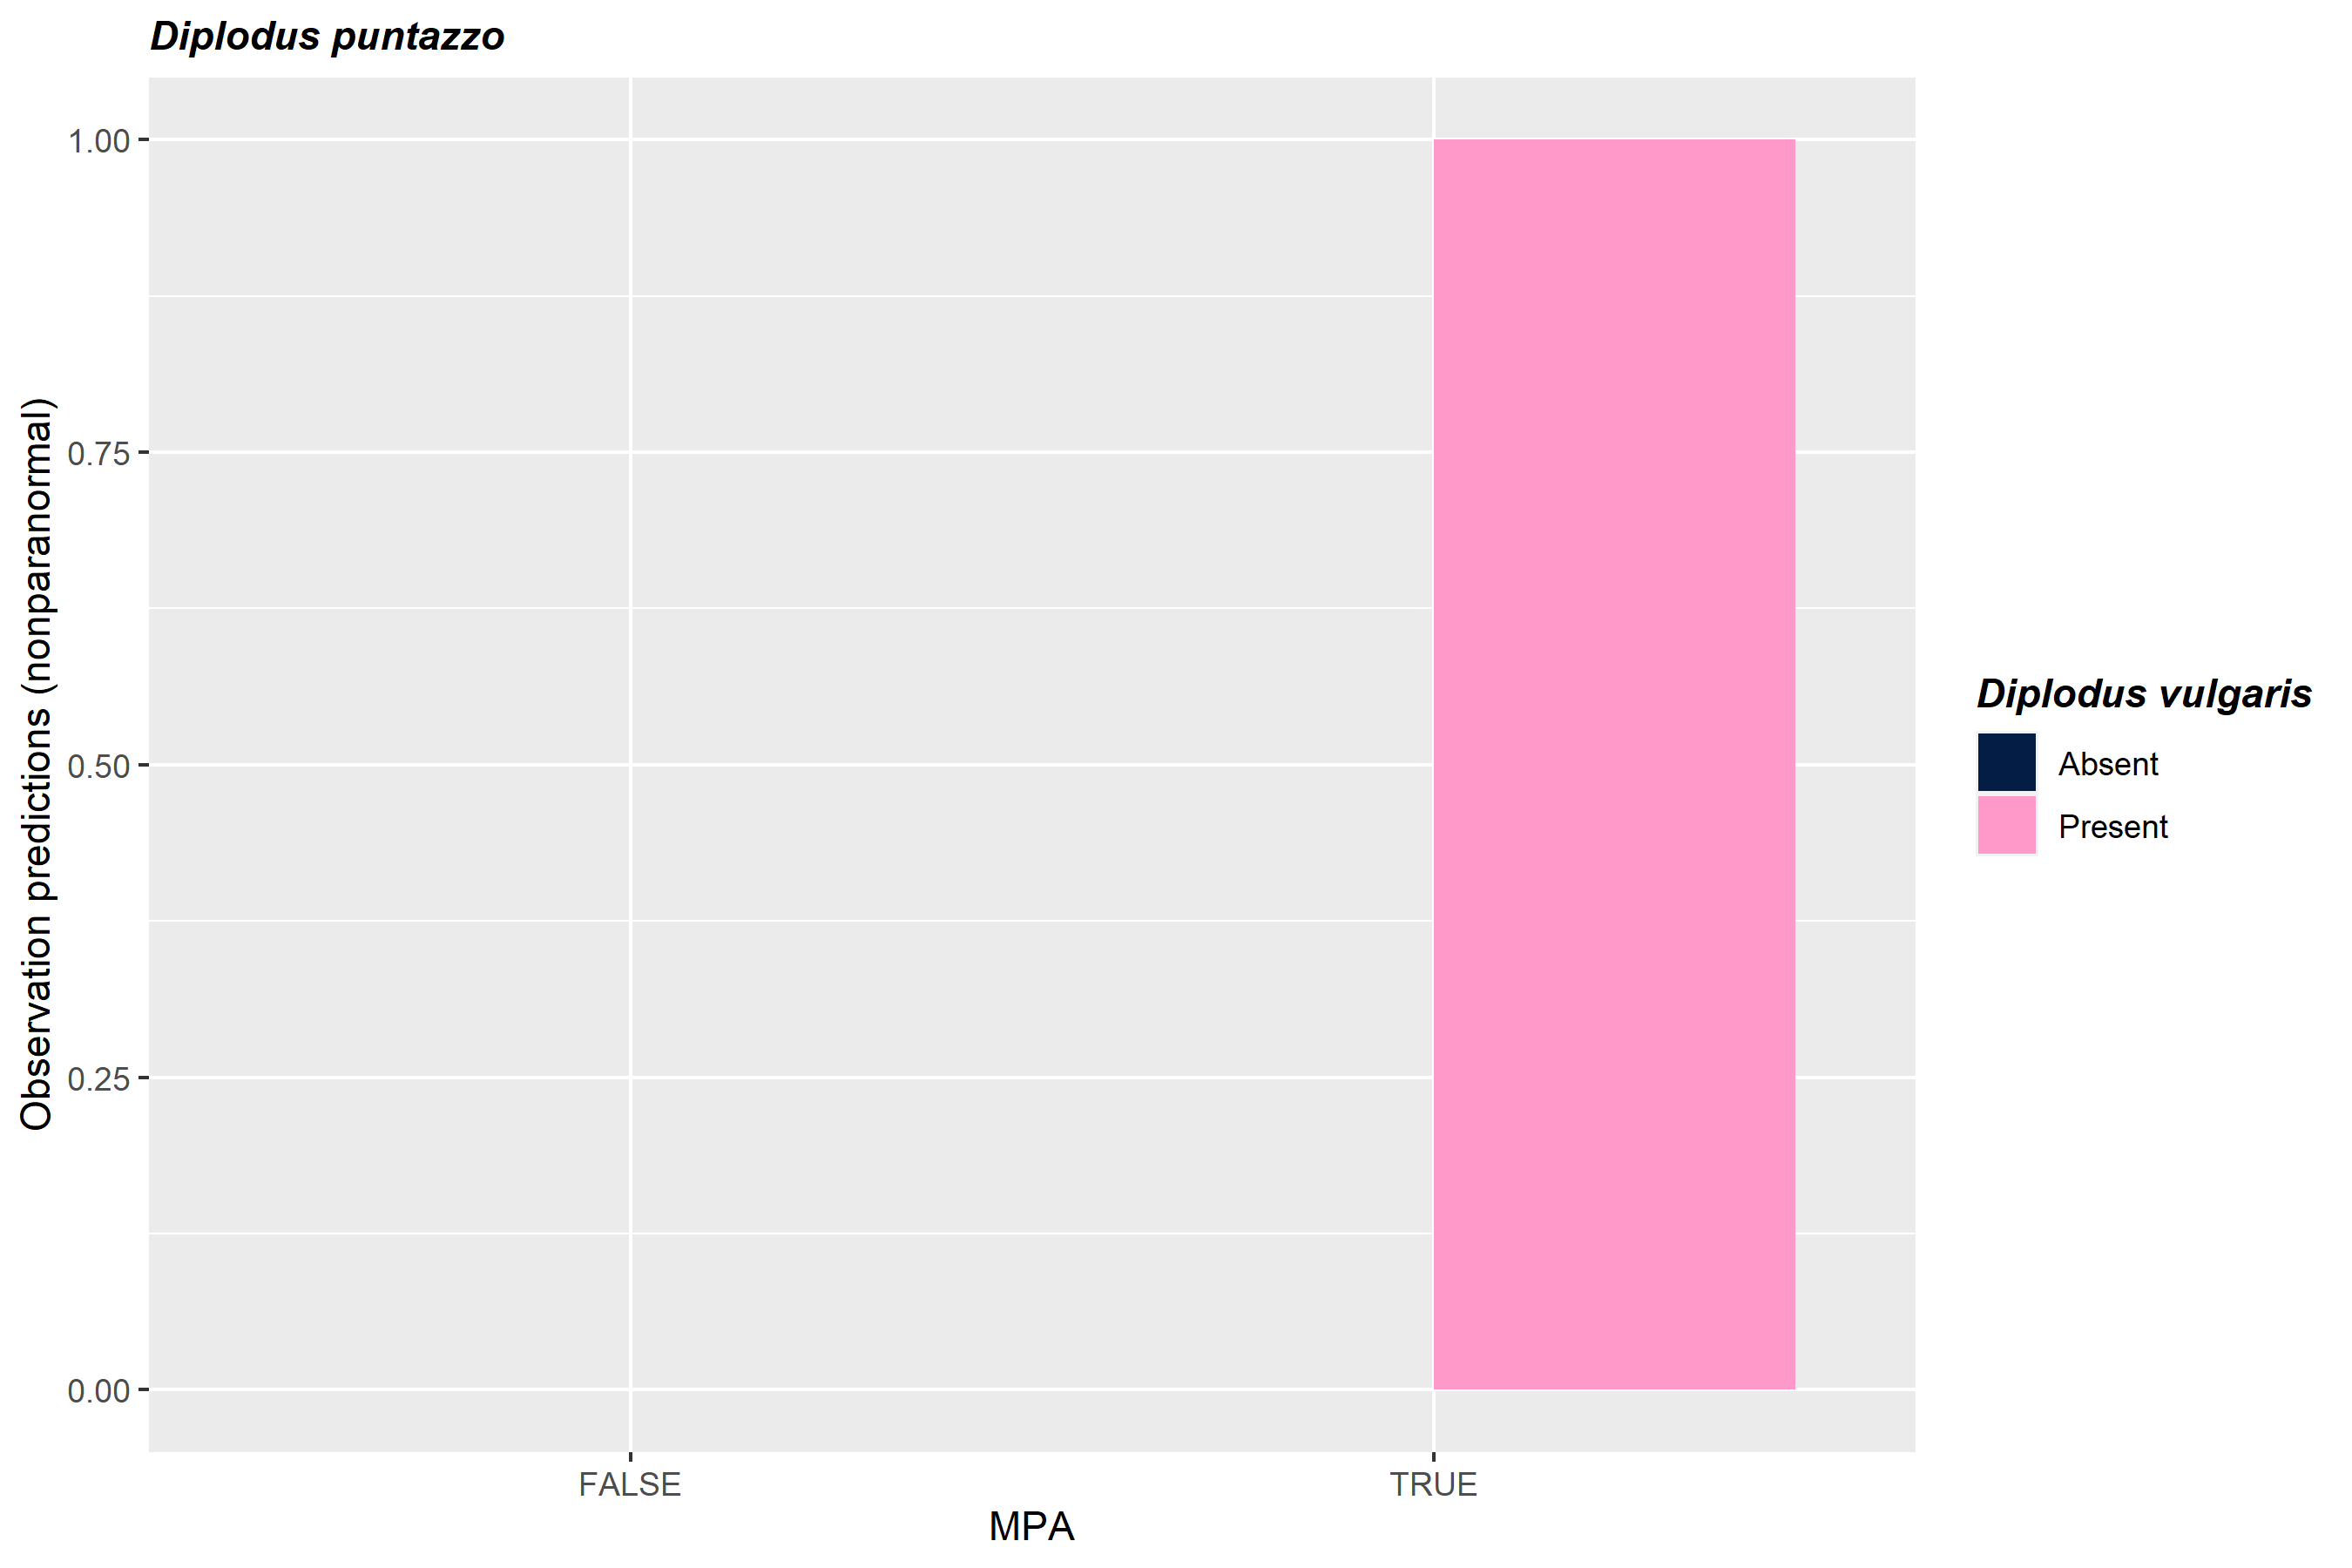 Diplodus puntazzo
Observation predictions (nonparanormal)
1.00
0.75
0.50
0.25
0.00
FALSE
TRUE
MPA
Diplodus vulgaris
Absent
Present